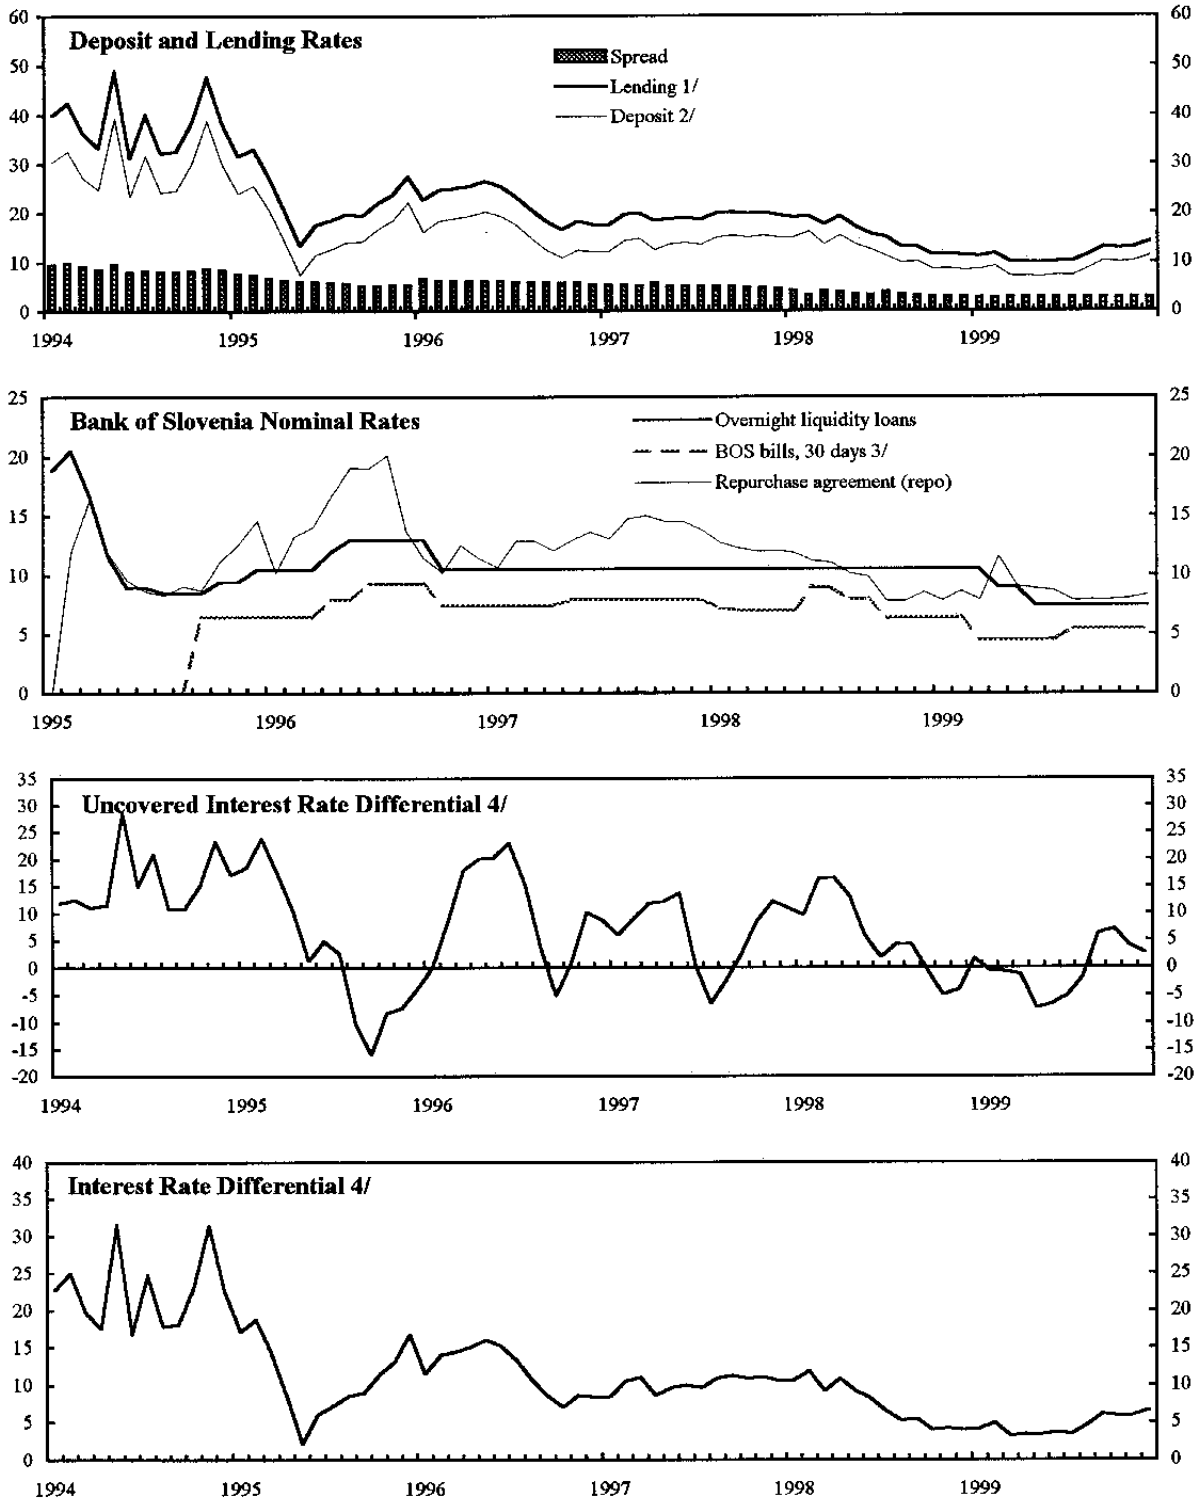 60 60
Deposit and Lending Rates
Spread
50 50
Lending 1/
40 Deposit 2/ 40
30 30
20 20
10 10
0 0
1994 1995 1996 1997 1998 1999
25 25
Bank of Slovenia Nominal Rates
Overnight liquidity loans
20 BOS bills, 30 days 3/ 20
Repurchase agreement (repo)
15 15
10 10
5 5
0 0
1995 1996 1997 1998 1999
35 35
Uncovered Interest Rate Differential 4/
30 30
25 25
20 20
15 15
10 10
5 5
0 0
-5 -5
-10 -10
-15 -15
-20 -20
1994 1995 1996 1997 1998 1999
40 40
Interest Rate Differential 4/
35 35
30 30
25 25
20 20
15 15
10 10
5 5
0 0
1994 1995 1996 1997 1998 1999